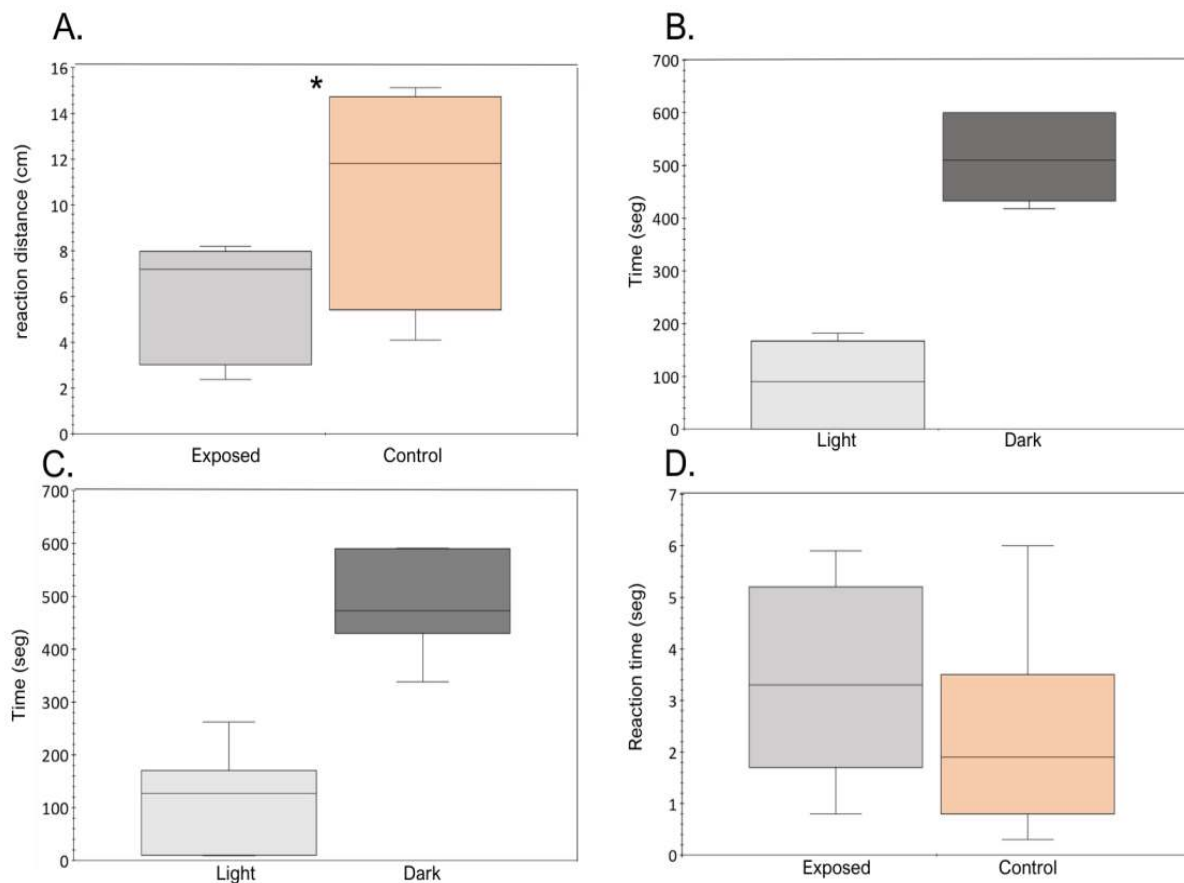 A.
*
16
14
12
10
8
6
4
2
0
reaction distance (cm)
Exposed Control
B.
700
600
500
400
300
200
100
0
Time (seg)
Light Dark
C.
700
600
500
400
300
200
100
0
Time (seg)
Light Dark
D.
7
6
5
4
3
2
1
0
Reaction time (seg)
Exposed Control